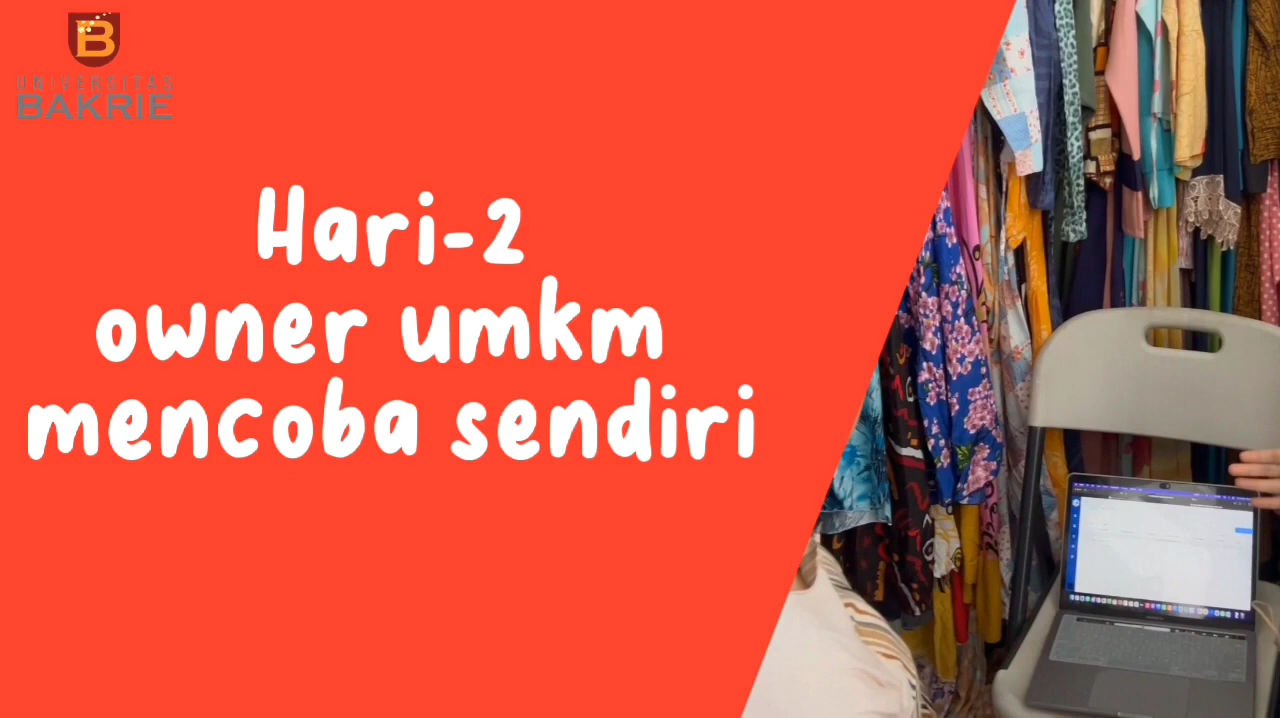 B
UNIVERSITAS
BAKRIE
Hari-2
owner umkm
mencoba sendiri